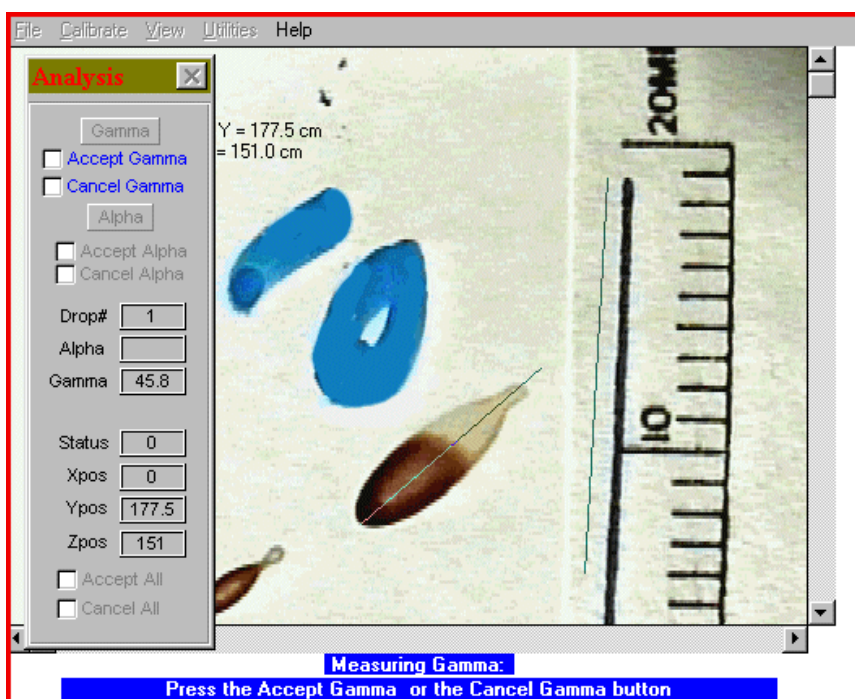 File Calibrate View Utilities Help
Analysis
Gamma
Accept Gamma
Cancel Gamma
Alpha
Accept Alpha
Cancel Alpha
Drop# 1
Alpha
Gamma 45.8
Status 0
Xpos 0
Ypos 177.5
Zpos 151
Accept All
Cancel All
Y = 177.5 cm
= 151.0 cm
20MM
10
Measuring Gamma:
Press the Accept Gamma or the Cancel Gamma button